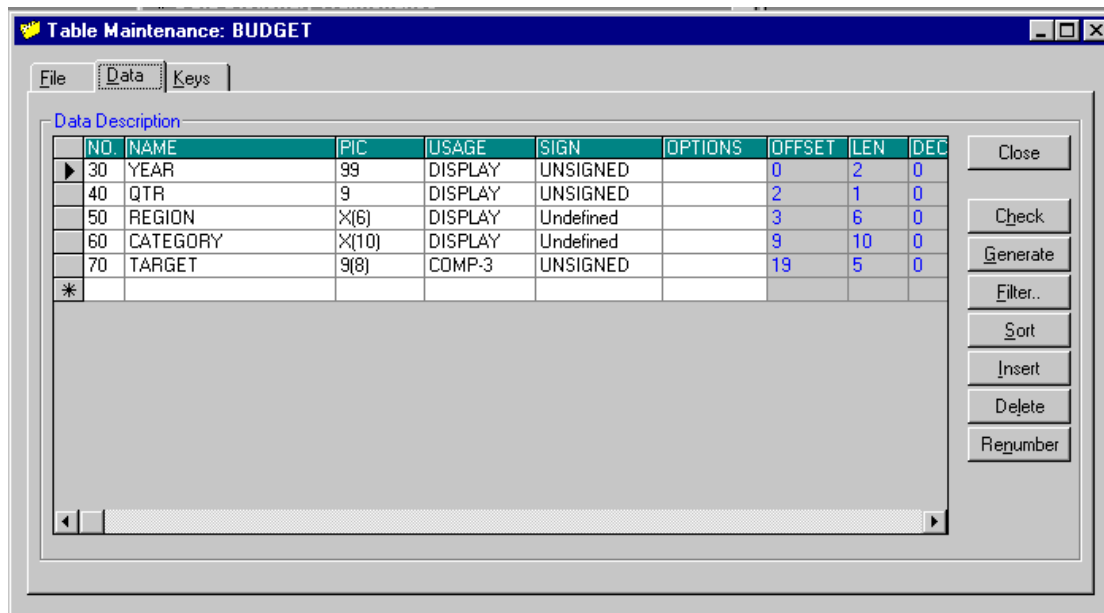 Table Maintenance: BUDGET
File Data Keys
Data Description
NO. NAME PIC USAGE SIGN OPTIONS OFFSET LEN DEC
30 YEAR 99 DISPLAY UNSIGNED 0 2 0
40 QTR 9 DISPLAY UNSIGNED 2 1 0
50 REGION X(6) DISPLAY Undefined 3 6 0
60 CATEGORY X(10) DISPLAY Undefined 9 10 0
70 TARGET 9(8) COMP-3 UNSIGNED 19 5 0
Close
Check
Generate
Filter..
Sort
Insert
Delete
Renumber